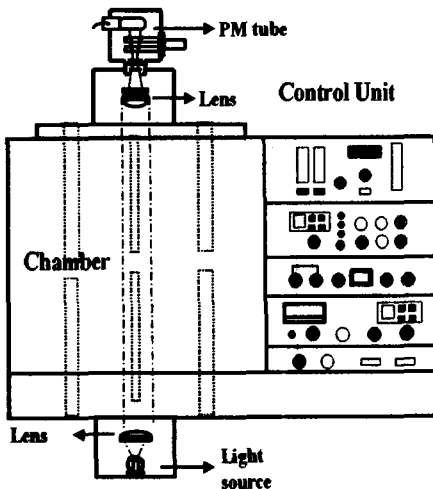 PM tube
Lens
Control Unit
Chamber
Lens
Light
source